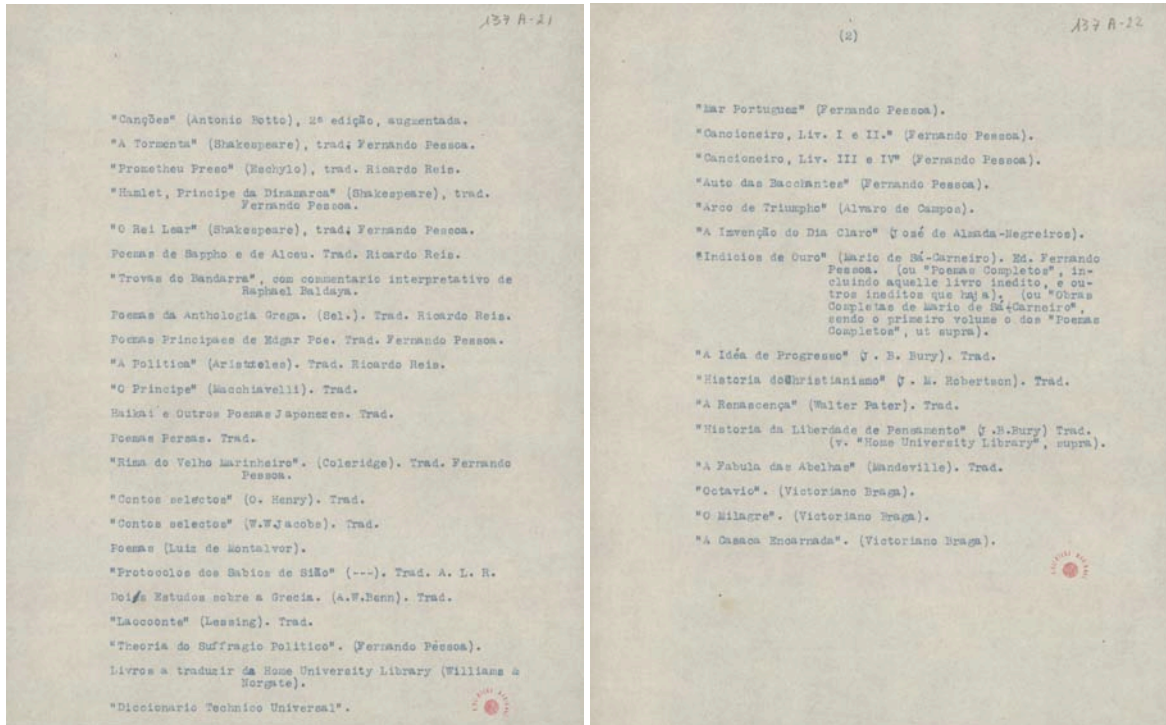 137 A-21
"Canções" (Antonio Botto), 2ª edição, augmentada.
"A Tormenta" (Shakespeare), trad. Fernando Pessoa.
"Prometheu Preso" (Eschylo), trad. Ricardo Reis.
"Hamlet, Principe da Dinamarca" (Shakespeare), trad.
Fernando Pessoa.
"O Rei Lear" (Shakespeare), trad. Fernando Pessoa.
Poemas de Sappho e de Alceu. Trad. Ricardo Reis.
"Trovas do Bandarra", com commentario interpretativo de
Raphael Baldaya.
Poemas da Anthologia Grega. (Sel.). Trad. Ricardo Reis.
Poemas Principaes de Edgar Poe. Trad. Fernando Pessoa.
"A Politica" (Aristoteles). Trad. Ricardo Reis.
"O Principe" (Macchiavelli). Trad.
Haikai e Outros Poemas Japonezes. Trad.
Poemas Persas. Trad.
"Rima do Velho Marinheiro". (Coleridge). Trad. Fernando
Pessoa.
"Contos selectos" (O. Henry). Trad.
"Contos selectos" (W.W.Jacobs). Trad.
Poemas (Luiz de Montalvor).
"Protocolos dos Sabios de Sião" (---). Trad. A. L. R.
Dois Estudos sobre a Grecia. (A.W.Benn). Trad.
"Laocoonte" (Lessing). Trad.
"Theoria do Suffragio Politico". (Fernando Pessoa).
Livros a traduzir da Home University Library (Williams &
Norgate).
"Diccionario Technico Universal".
137 A-22
(2)
"Mar Portuguez" (Fernando Pessoa).
"Cancioneiro, Liv. I e II." (Fernando Pessoa).
"Cancioneiro, Liv. III e IV" (Fernando Pessoa).
"Auto das Bacchantes" (Fernando Pessoa).
"Arco de Triumpho" (Alvaro de Campos).
"A Invenção do Dia Claro" (José de Almada-Negreiros).
"Indicios de Ouro" (Mario de Sá-Carneiro). Ed. Fernando
Pessoa. (ou "Poemas Completos", in-
cluindo aquelle livro inedito, e ou-
tros ineditos que haja). (ou "Obras
Completas de Mario de Sá-Carneiro",
sendo o primeiro volume o dos "Poemas
Completos", ut supra).
"A Idéa de Progresso" (J. B. Bury). Trad.
"Historia do Christianismo" (J. M. Robertson). Trad.
"A Renascença" (Walter Pater). Trad.
"Historia da Liberdade de Pensamento" (J.B.Bury) Trad.
(v. "Home University Library", supra).
"A Fabula das Abelhas" (Mandeville). Trad.
"Octavio". (Victoriano Braga).
"O Milagre". (Victoriano Braga).
"A Casaca Encarnada". (Victoriano Braga).